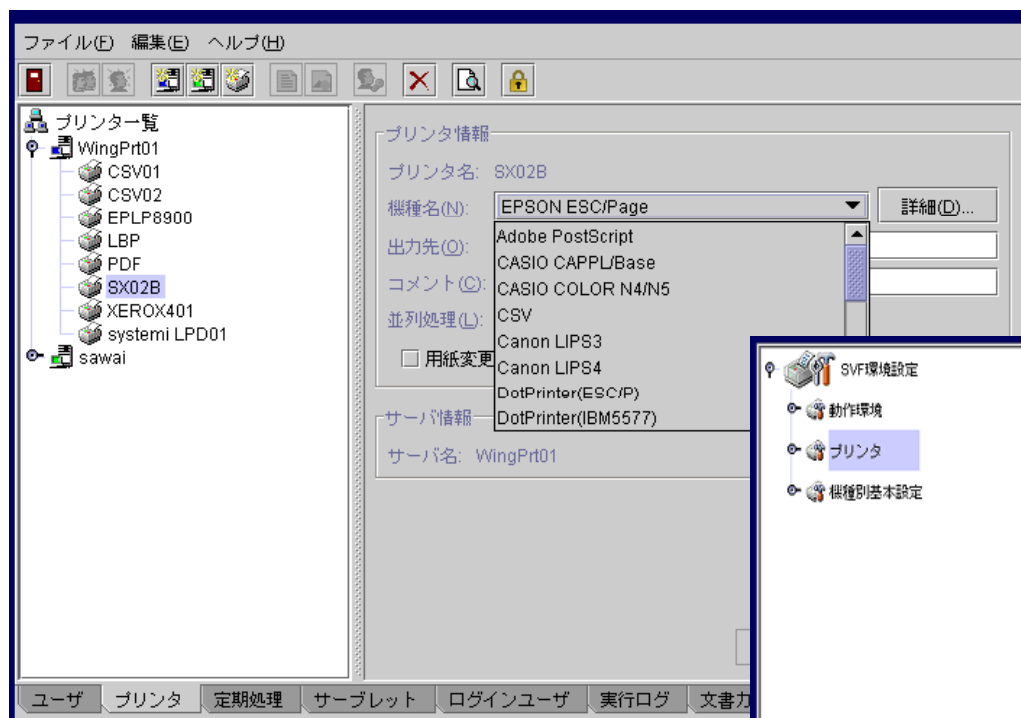 ファイル(F) 編集(E) ヘルプ(H)
プリンター覧
WingPrt01
CSV01
CSV02
EPLP8900
LBP
PDF
SX02B
XEROX401
systemi LPD01
sawai
プリンタ情報
プリンタ名: SX02B
機種名(N): EPSON ESC/Page 詳細(D)...
出力先(O):
コメント(C):
並列処理(L):
用紙変更
Adobe PostScript
CASIO CAPPL/Base
CASIO COLOR N4/N5
CSV
Canon LIPS3
Canon LIPS4
DotPrinter(ESC/P)
DotPrinter(IBM5577)
サーバ情報
サーバ名: WingPrt01
SVF環境設定
動作環境
プリンタ
機種別基本設定
ユーザ プリンタ 定期処理 サーブレット ログインユーザ 実行ログ 文書